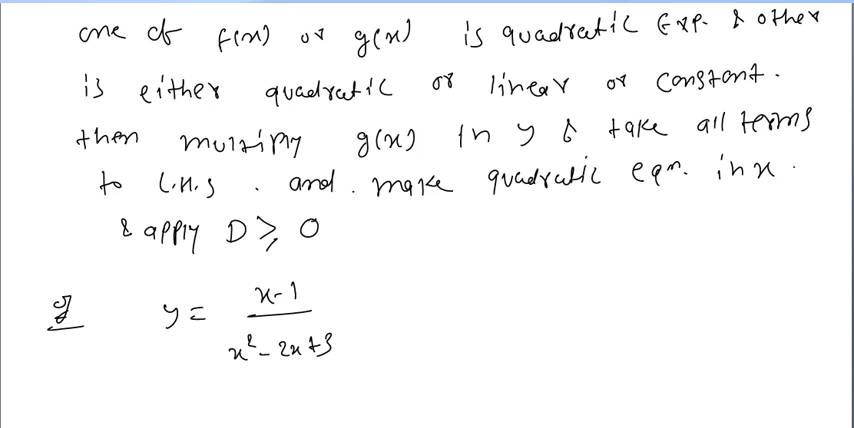 one of f(x) or g(x) is quadratic Exp. & other
is either quadratic or linear or constant.
then multiply g(x) in y & take all terms
to L.H.S. and make quadratic eqn. in x.
& apply D ≥ 0
eg y = x-1
x² - 2x + 3